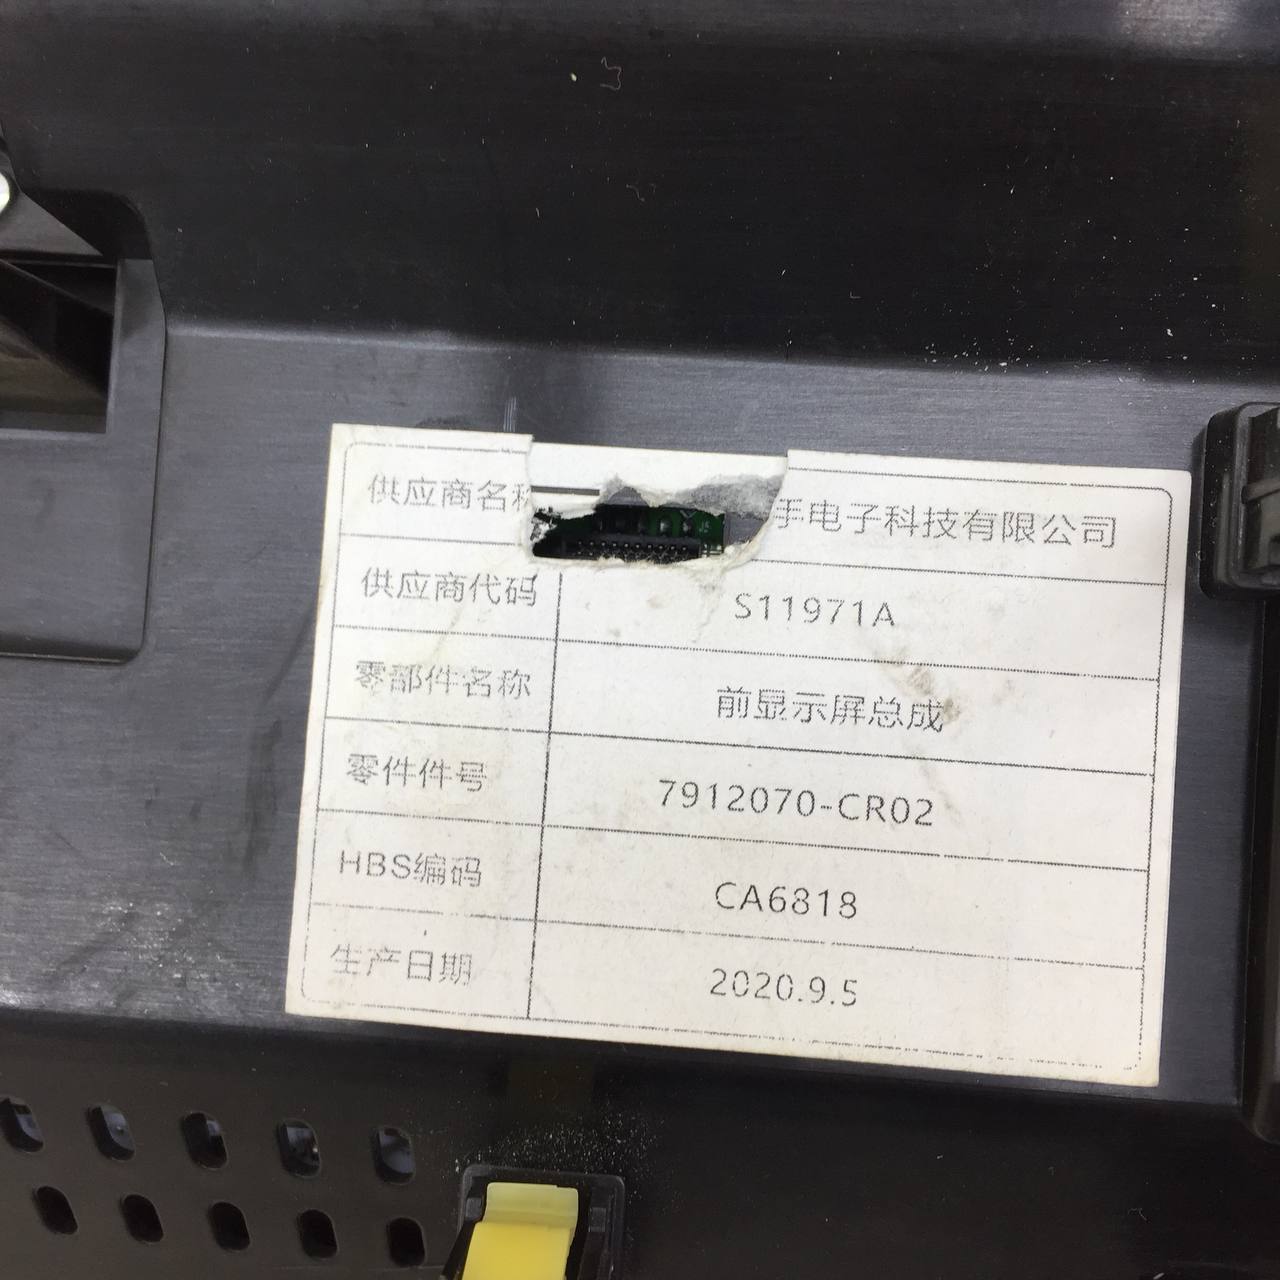 供应商名称 手电子科技有限公司
供应商代码 S11971A
零部件名称 前显示屏总成
零件件号 7912070-CR02
HBS编码 CA6818
生产日期 2020.9.5
J5